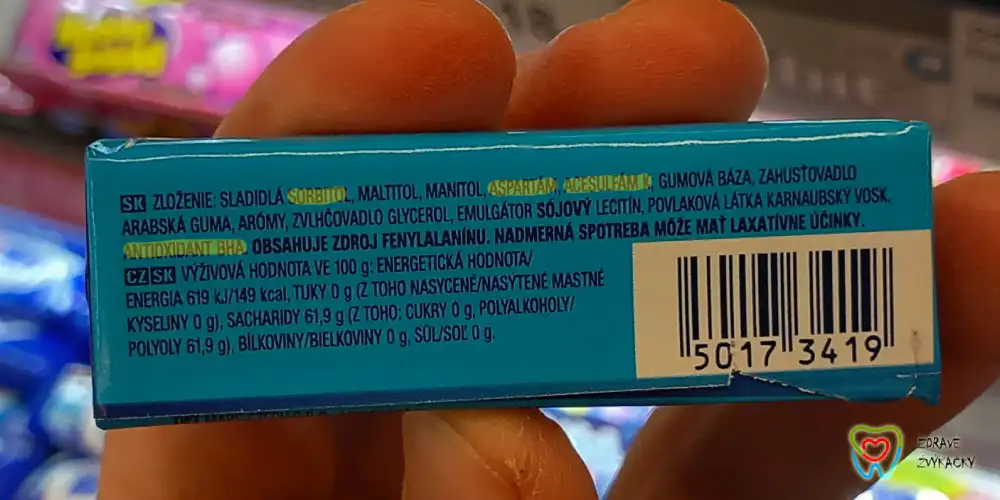 SK ZLOŽENIE: SLADIDLÁ SORBITOL, MALTITOL, MANITOL, ASPARTÁM, ACESULFÁM K, GUMOVÁ BÁZA, ZAHUSŤOVADLO
ARABSKÁ GUMA, ARÓMY, ZVLHČOVADLO GLYCEROL, EMULGÁTOR SÓJOVÝ LECITÍN, POVLAKOVÁ LÁTKA KARNAUBSKÝ VOSK,
ANTIOXIDANT BHA. OBSAHUJE ZDROJ FENYLALANÍNU. NADMERNÁ SPOTREBA MÔŽE MAŤ LAXATÍVNE ÚČINKY.
CZ SK VÝŽIVOVÁ HODNOTA VE 100 g: ENERGETICKÁ HODNOTA/
ENERGIA 619 kJ/149 kcal, TUKY 0 g (Z TOHO NASYCENÉ/NASÝTENÉ MASTNÉ
KYSELINY 0 g), SACHARIDY 61,9 g (Z TOHO: CUKRY 0 g, POLYALKOHOLY/
POLYOLY 61,9 g), BÍLKOVINY/BIELKOVINY 0 g, SŮL/SOĽ 0 g.
5017 3419
ZDRAVÉ
ŽVÝKAČKY